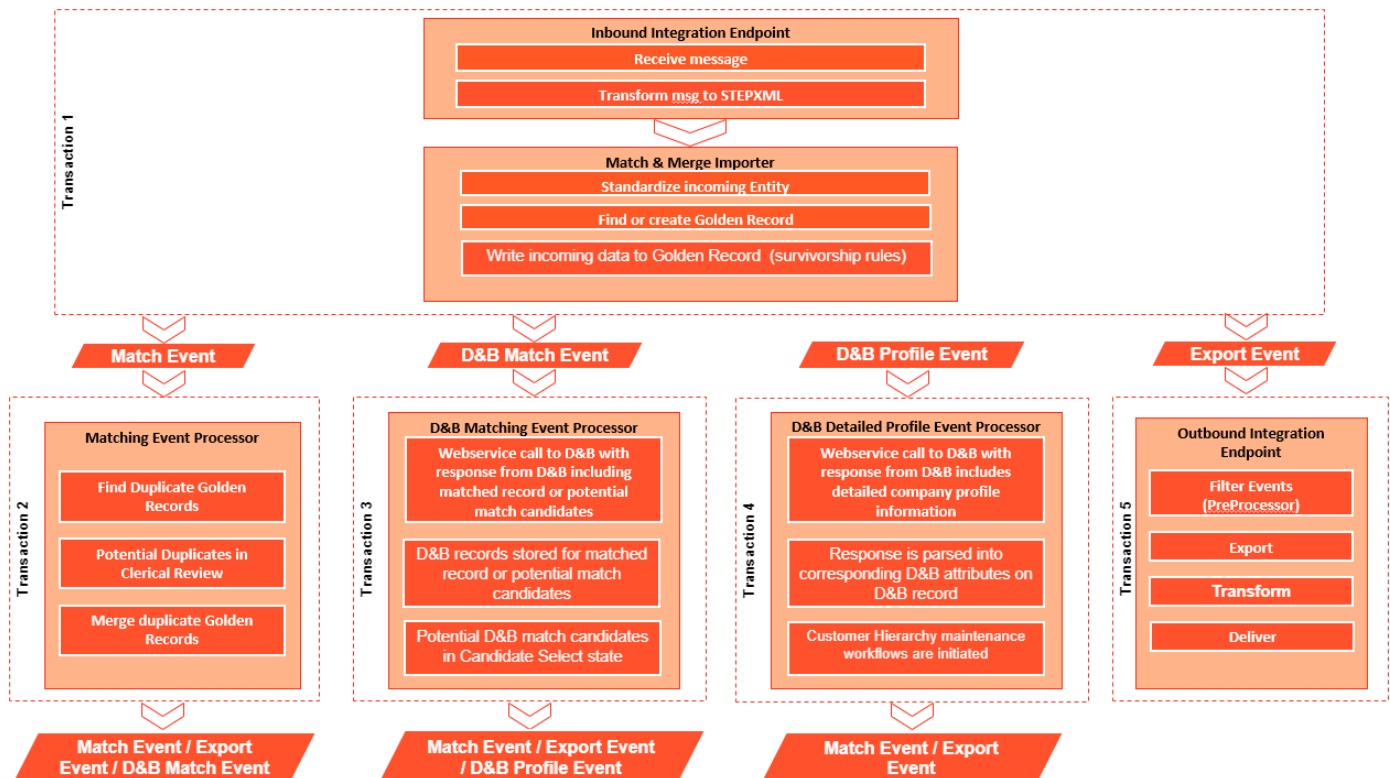 Transaction 1
Inbound Integration Endpoint
Receive message
Transform msg to STEPXML
Match & Merge Importer
Standardize incoming Entity
Find or create Golden Record
Write incoming data to Golden Record (survivorship rules)
Match Event
D&B Match Event
D&B Profile Event
Export Event
Transaction 2
Matching Event Processor
Find Duplicate Golden
Records
Potential Duplicates in
Clerical Review
Merge duplicate Golden
Records
Transaction 3
D&B Matching Event Processor
Webservice call to D&B with
response from D&B including
matched record or potential
match candidates
D&B records stored for matched
record or potential match
candidates
Potential D&B match candidates
in Candidate Select state
Transaction 4
D&B Detailed Profile Event Processor
Webservice call to D&B with
response from D&B includes
detailed company profile
information
Response is parsed into
corresponding D&B attributes on
D&B record
Customer Hierarchy maintenance
workflows are initiated
Transaction 5
Outbound Integration
Endpoint
Filter Events
(PreProcessor)
Export
Transform
Deliver
Match Event / Export
Event / D&B Match Event
Match Event / Export Event
/ D&B Profile Event
Match Event / Export
Event